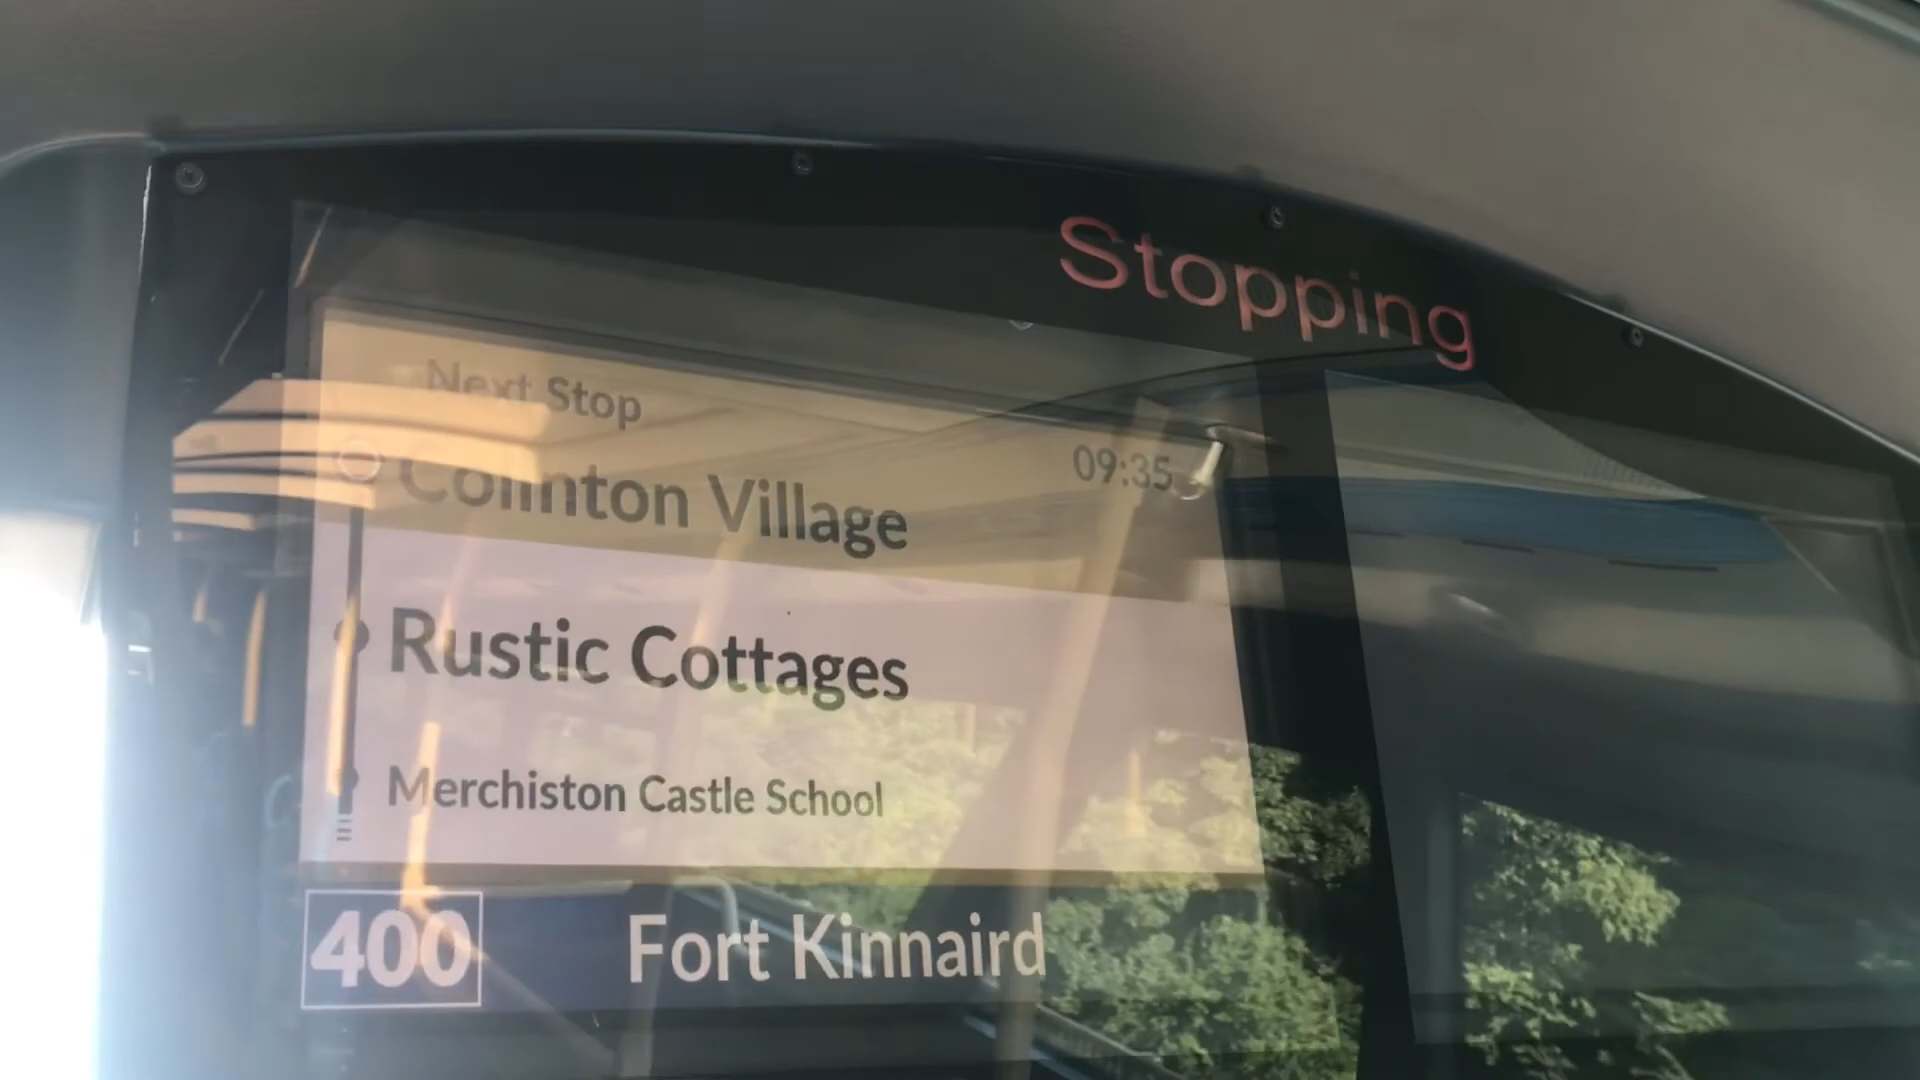 Stopping
Next Stop
09:35
Colinton Village
Rustic Cottages
Merchiston Castle School
400 Fort Kinnaird